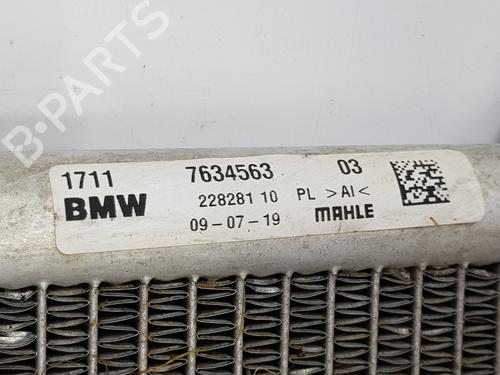 B-PARTS
1711 7634563 03
BMW 228281 10 PL >Al<
09-07-19 MAHLE